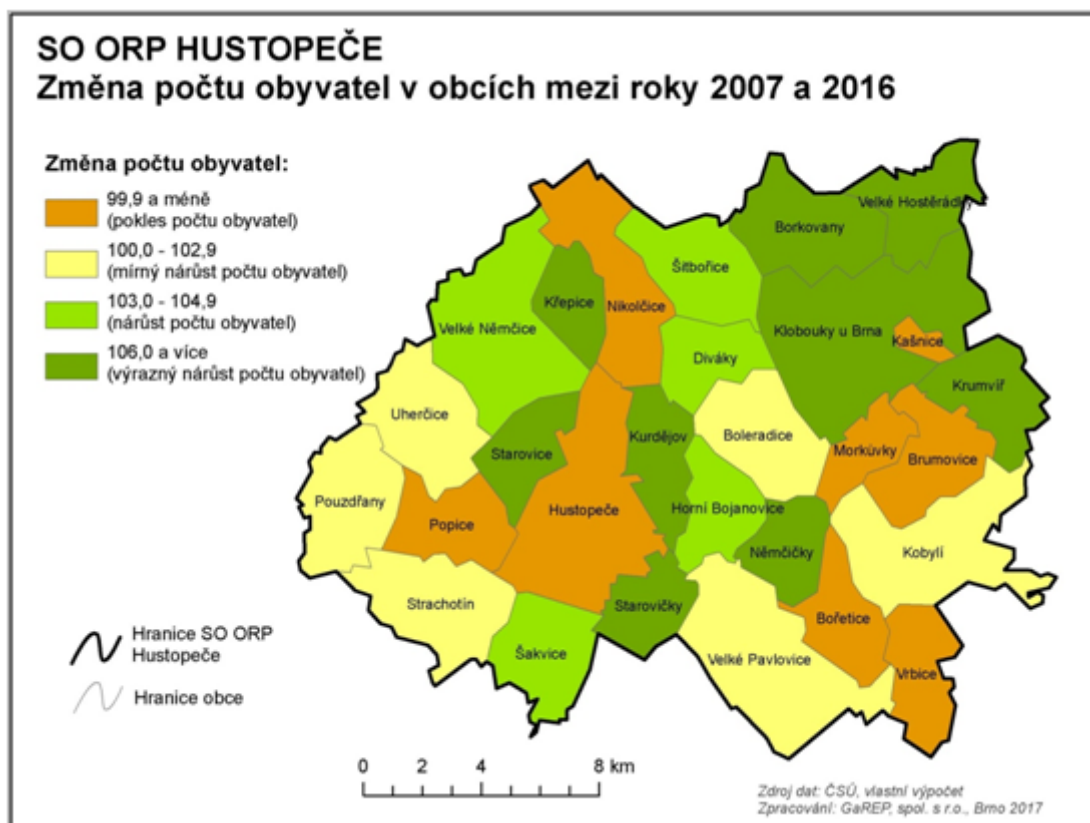 SO ORP HUSTOPEČE
Změna počtu obyvatel v obcích mezi roky 2007 a 2016
Změna počtu obyvatel:
99,9 a méně
(pokles počtu obyvatel)
100,0 - 102,9
(mírný nárůst počtu obyvatel)
103,0 - 104,9
(nárůst počtu obyvatel)
106,0 a více
(výrazný nárůst počtu obyvatel)
Velké Hostěrádky
Borkovany
Šitbořice
Křepice
Nikolčice
Velké Němčice
Klobouky u Brna
Kašnice
Diváky
Krumvíř
Uherčice
Boleradice
Kurdějov
Starovice
Morkůvky
Brumovice
Pouzdřany
Popice
Hustopeče
Horní Bojanovice
Němčičky
Kobylí
Strachotín
Starovičky
Bořetice
Šakvice
Velké Pavlovice
Vrbice
Hranice SO ORP
Hustopeče
Hranice obce
0 2 4 8 km
Zdroj dat: ČSÚ, vlastní výpočet
Zpracování: GaREP, spol. s r.o., Brno 2017